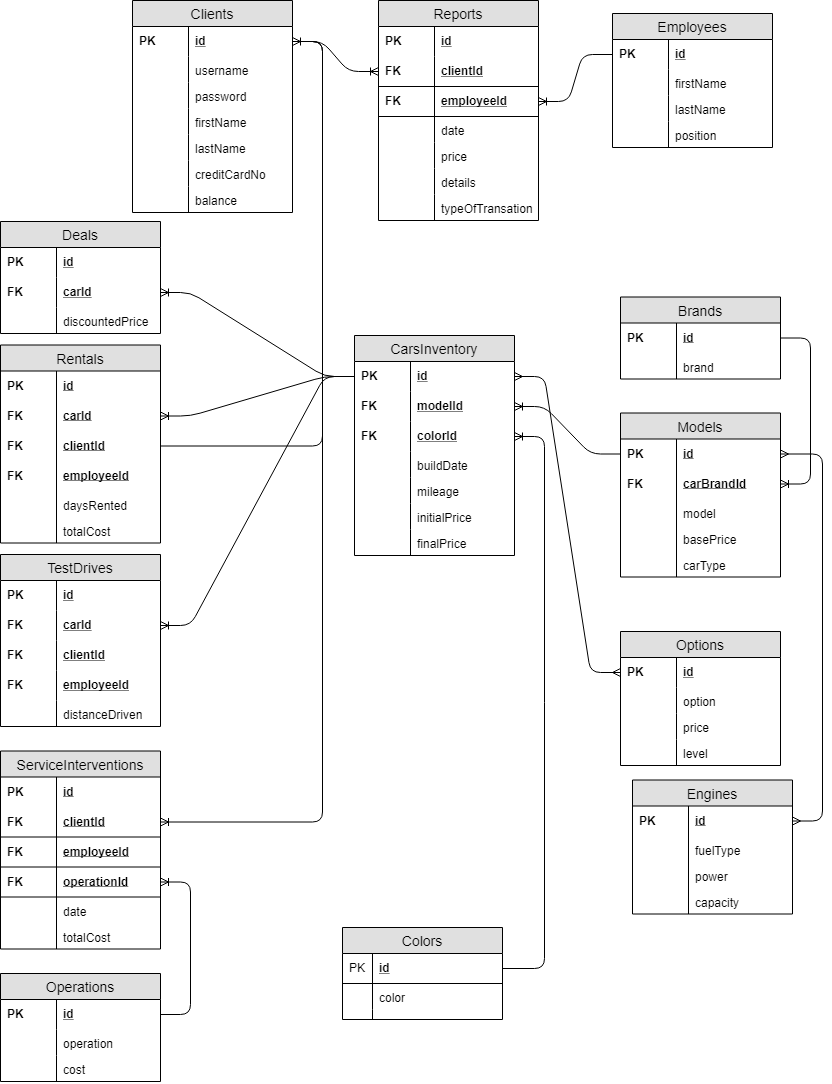 Clients
PK id
username
password
firstName
lastName
creditCardNo
balance
Reports
PK id
FK clientId
FK employeeId
date
price
details
typeOfTransation
Employees
PK id
firstName
lastName
position
Deals
PK id
FK carId
discountedPrice
Rentals
PK id
FK carId
FK clientId
FK employeeId
daysRented
totalCost
TestDrives
PK id
FK carId
FK clientId
FK employeeId
distanceDriven
ServiceInterventions
PK id
FK clientId
FK employeeId
FK operationId
date
totalCost
Operations
PK id
operation
cost
CarsInventory
PK id
FK modelId
FK colorId
buildDate
mileage
initialPrice
finalPrice
Colors
PK id
color
Brands
PK id
brand
Models
PK id
FK carBrandId
model
basePrice
carType
Options
PK id
option
price
level
Engines
PK id
fuelType
power
capacity